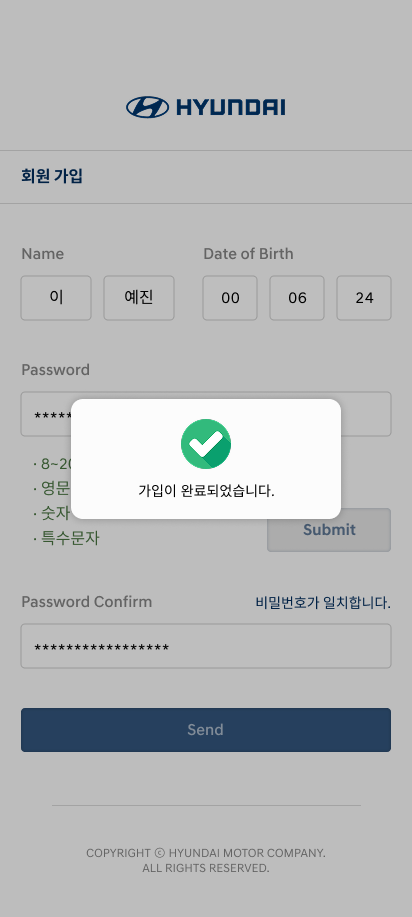 HYUNDAI
회원 가입
Name Date of Birth
이 예진 00 06 24
Password
*****
가입이 완료되었습니다.
· 8~20
· 영문
· 숫자
· 특수문자
Submit
Password Confirm 비밀번호가 일치합니다.
*****************
Send
COPYRIGHT ⓒ HYUNDAI MOTOR COMPANY.
ALL RIGHTS RESERVED.